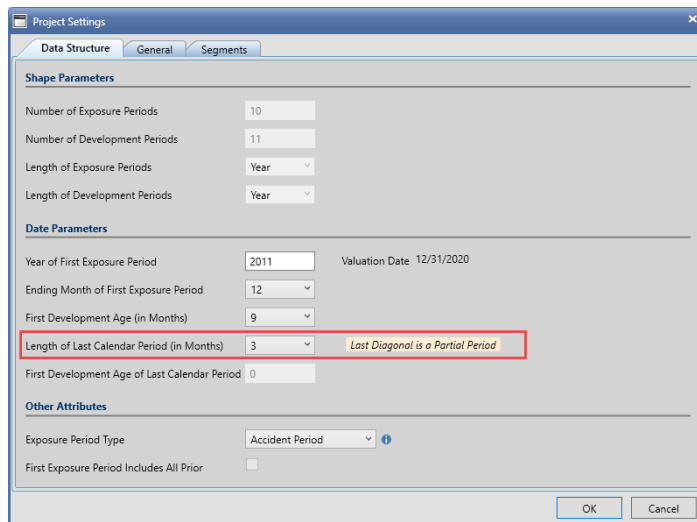 Project Settings
Data Structure General Segments
Shape Parameters
Number of Exposure Periods 10
Number of Development Periods 11
Length of Exposure Periods Year
Length of Development Periods Year
Date Parameters
Year of First Exposure Period 2011 Valuation Date 12/31/2020
Ending Month of First Exposure Period 12
First Development Age (in Months) 9
Length of Last Calendar Period (in Months) 3 Last Diagonal is a Partial Period
First Development Age of Last Calendar Period 0
Other Attributes
Exposure Period Type Accident Period
First Exposure Period Includes All Prior
OK Cancel